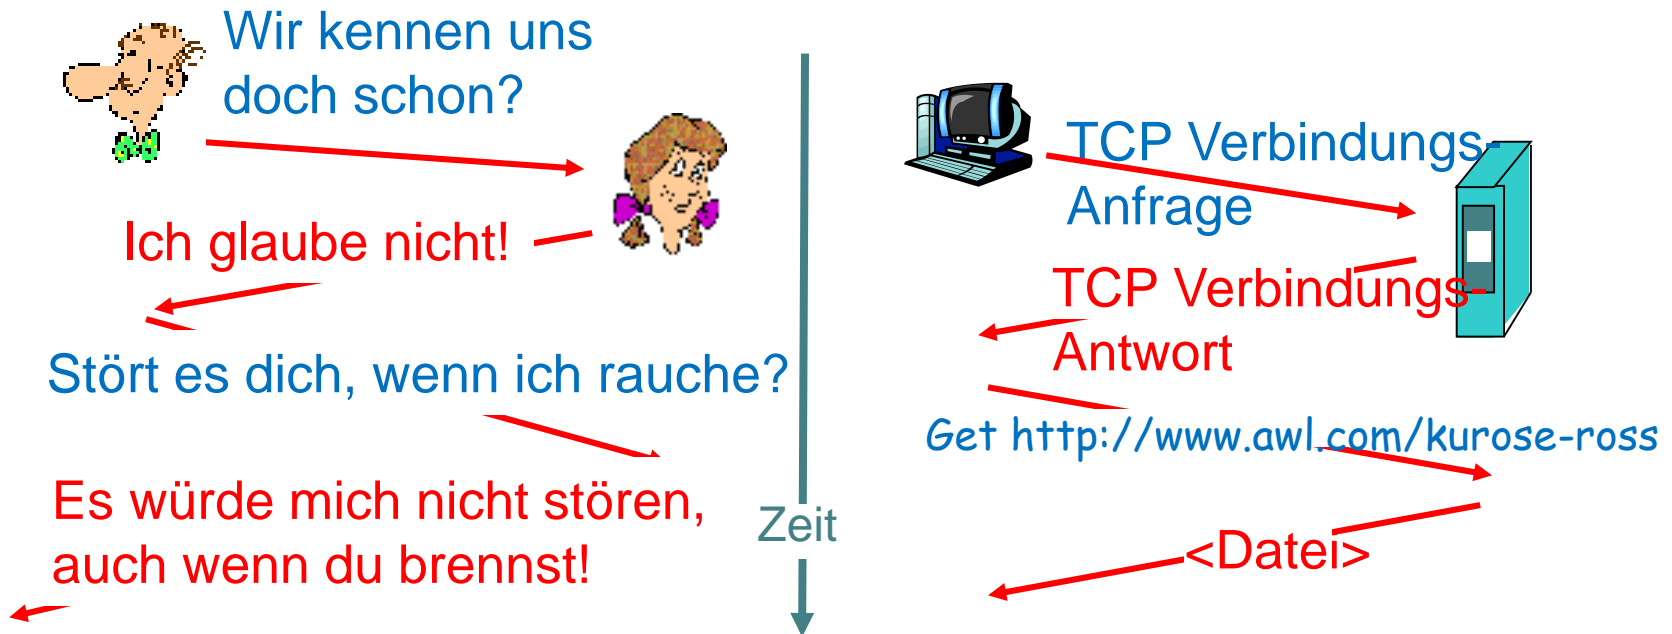 Wir kennen uns
doch schon?
Ich glaube nicht!
Stört es dich, wenn ich rauche?
Es würde mich nicht stören,
auch wenn du brennst!
Zeit
TCP Verbindungs-
Anfrage
TCP Verbindungs-
Antwort
Get http://www.awl.com/kurose-ross
<Datei>